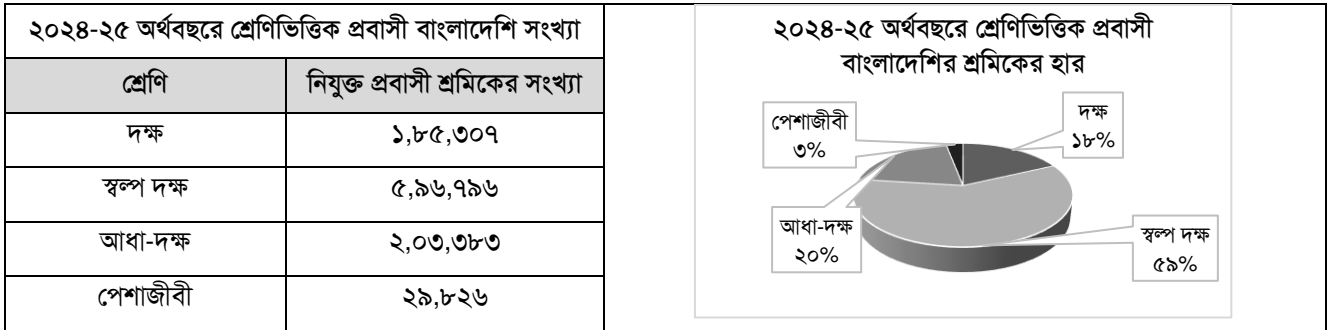 ২০২৪-২৫ অর্থবছরে শ্রেণিভিত্তিক প্রবাসী বাংলাদেশি সংখ্যা
শ্রেণি নিযুক্ত প্রবাসী শ্রমিকের সংখ্যা
দক্ষ ১,৮৫,৩০৭
স্বল্প দক্ষ ৫,৯৬,৭৯৬
আধা-দক্ষ ২,০৩,৩৮৩
পেশাজীবী ২৯,৮২৬
২০২৪-২৫ অর্থবছরে শ্রেণিভিত্তিক প্রবাসী
বাংলাদেশির শ্রমিকের হার
পেশাজীবী
৩%
দক্ষ
১৮%
আধা-দক্ষ
২০%
স্বল্প দক্ষ
৫৯%